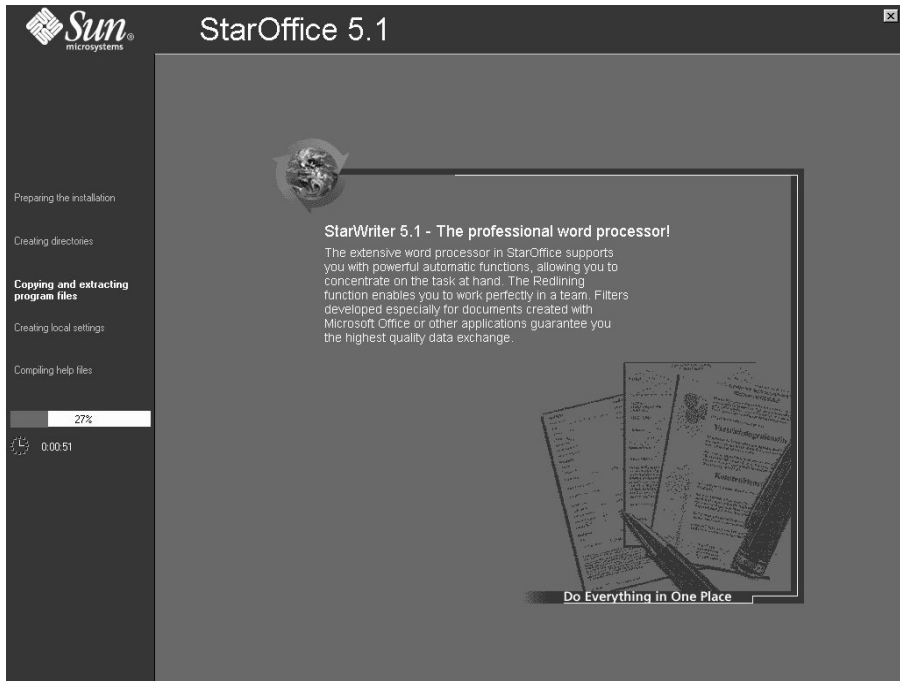 Sun®
microsystems
StarOffice 5.1
Preparing the installation
Creating directories
Copying and extracting
program files
Creating local settings
Compiling help files
27%
0:00:51
StarWriter 5.1 - The professional word processor!
The extensive word processor in StarOffice supports
you with powerful automatic functions, allowing you to
concentrate on the task at hand. The Redlining
function enables you to work perfectly in a team. Filters
developed especially for documents created with
Microsoft Office or other applications guarantee you
the highest quality data exchange.
Do Everything in One Place